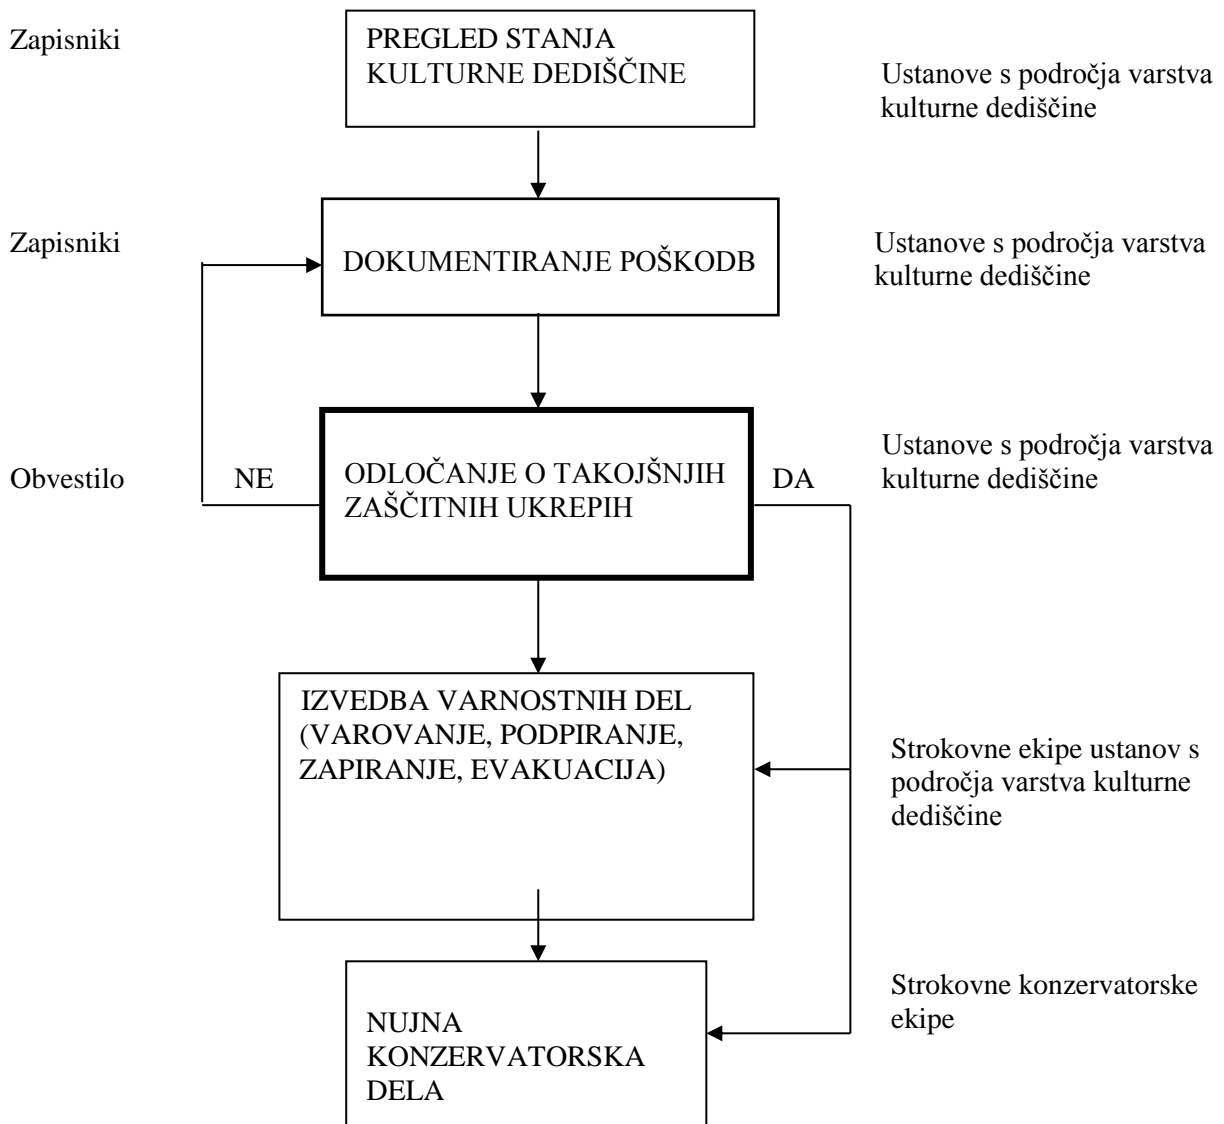 Zapisniki
PREGLED STANJA
KULTURNE DEDIŠČINE
Ustanove s področja varstva
kulturne dediščine
Zapisniki
DOKUMENTIRANJE POŠKODB
Ustanove s področja varstva
kulturne dediščine
Obvestilo
NE
ODLOČANJE O TAKOJŠNJIH
ZAŠČITNIH UKREPIH
DA
Ustanove s področja varstva
kulturne dediščine
IZVEDBA VARNOSTNIH DEL
(VAROVANJE, PODPIRANJE,
ZAPIRANJE, EVAKUACIJA)
Strokovne ekipe ustanov s
področja varstva kulturne
dediščine
NUJNA
KONZERVATORSKA
DELA
Strokovne konzervatorske
ekipe